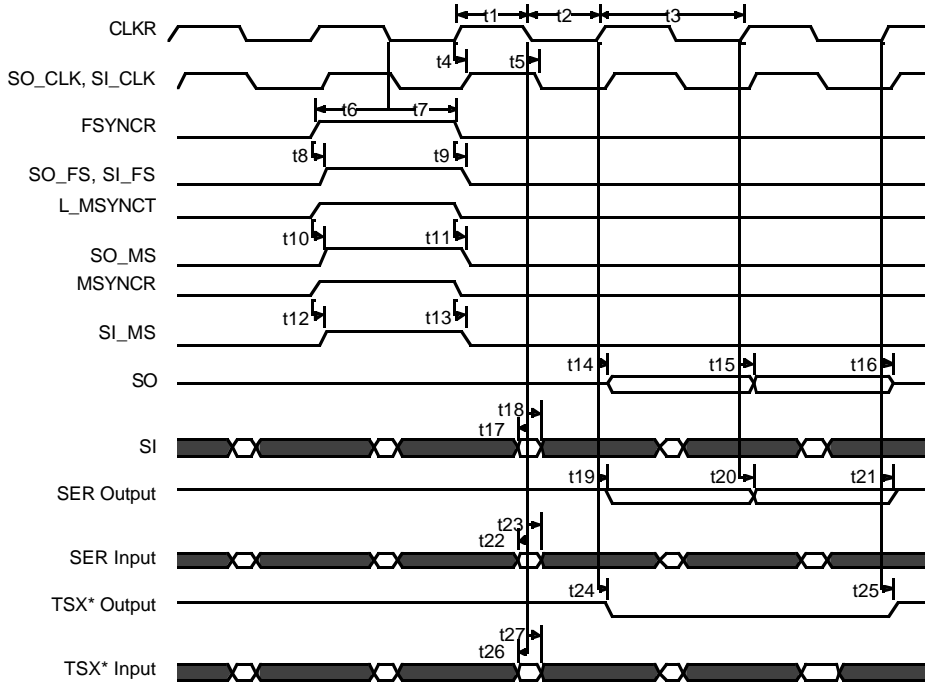 t1 t2 t3
CLKR
t4 t5
SO_CLK, SI_CLK
t6 t7
FSYNCR
t8 t9
SO_FS, SI_FS
L_MSYNCT
t10 t11
SO_MS
MSYNCR
t12 t13
SI_MS
t14 t15 t16
SO
t18
t17
SI
t19 t20 t21
SER Output
t23
t22
SER Input
t24 t25
TSX* Output
t27
t26
TSX* Input